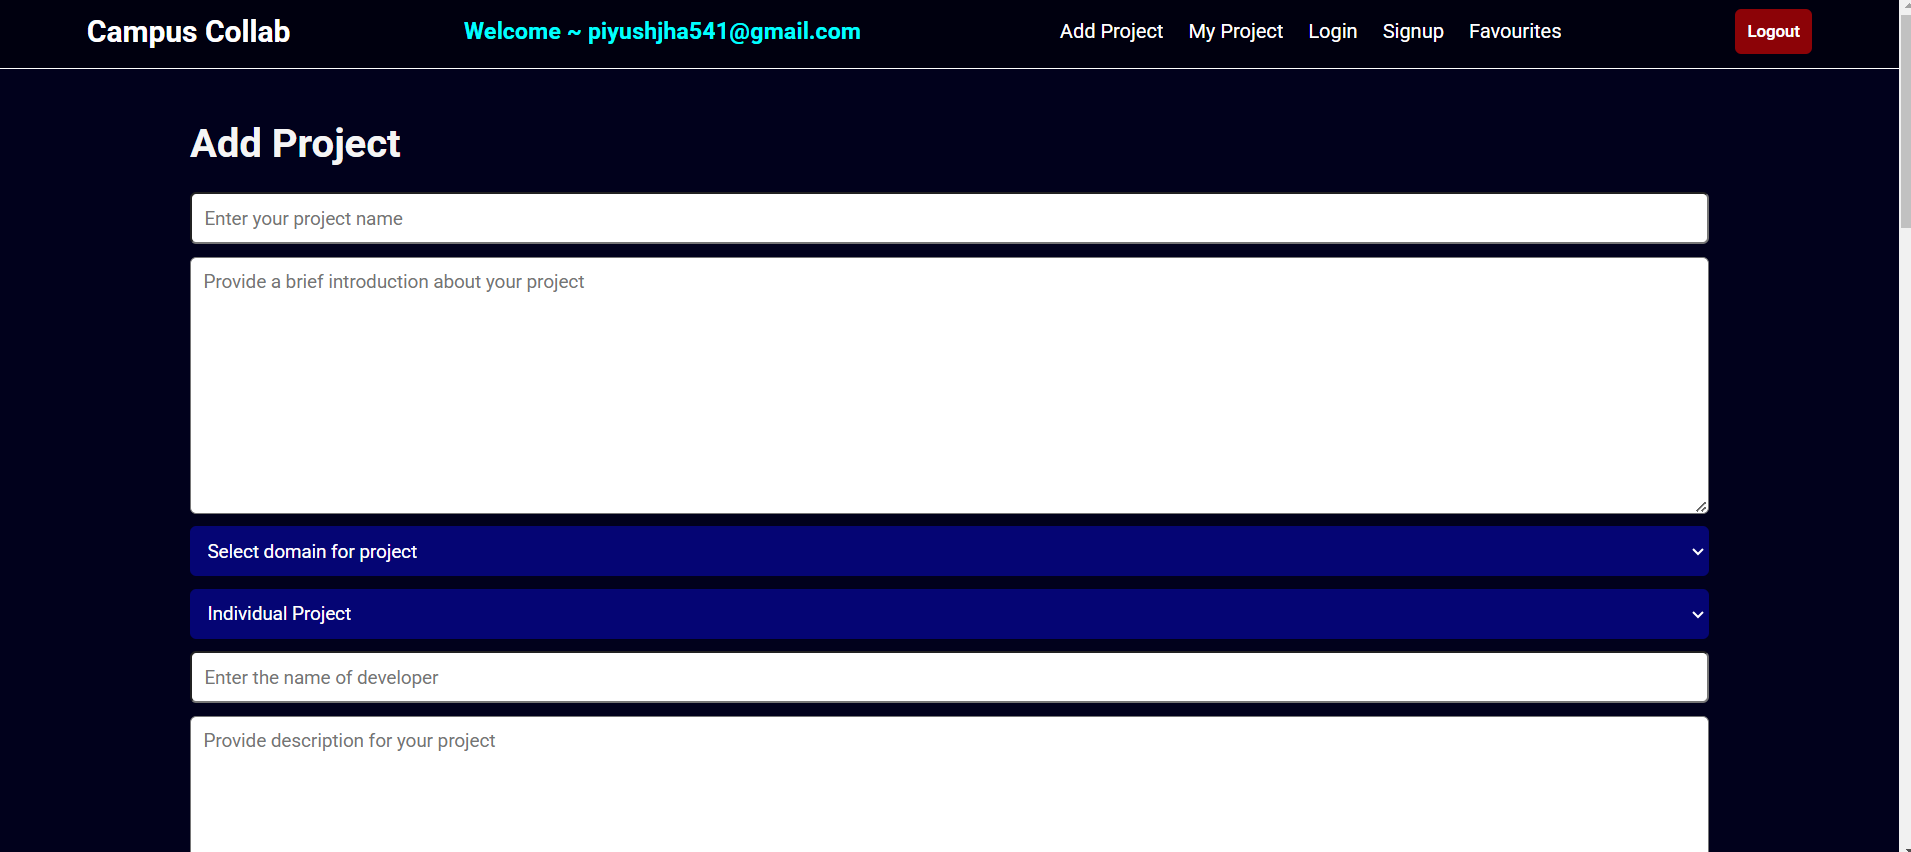 Campus Collab
Welcome ~ piyushjha541@gmail.com
Add Project
My Project
Login
Signup
Favourites
Logout
Add Project
Enter your project name
Provide a brief introduction about your project
Select domain for project
Individual Project
Enter the name of developer
Provide description for your project